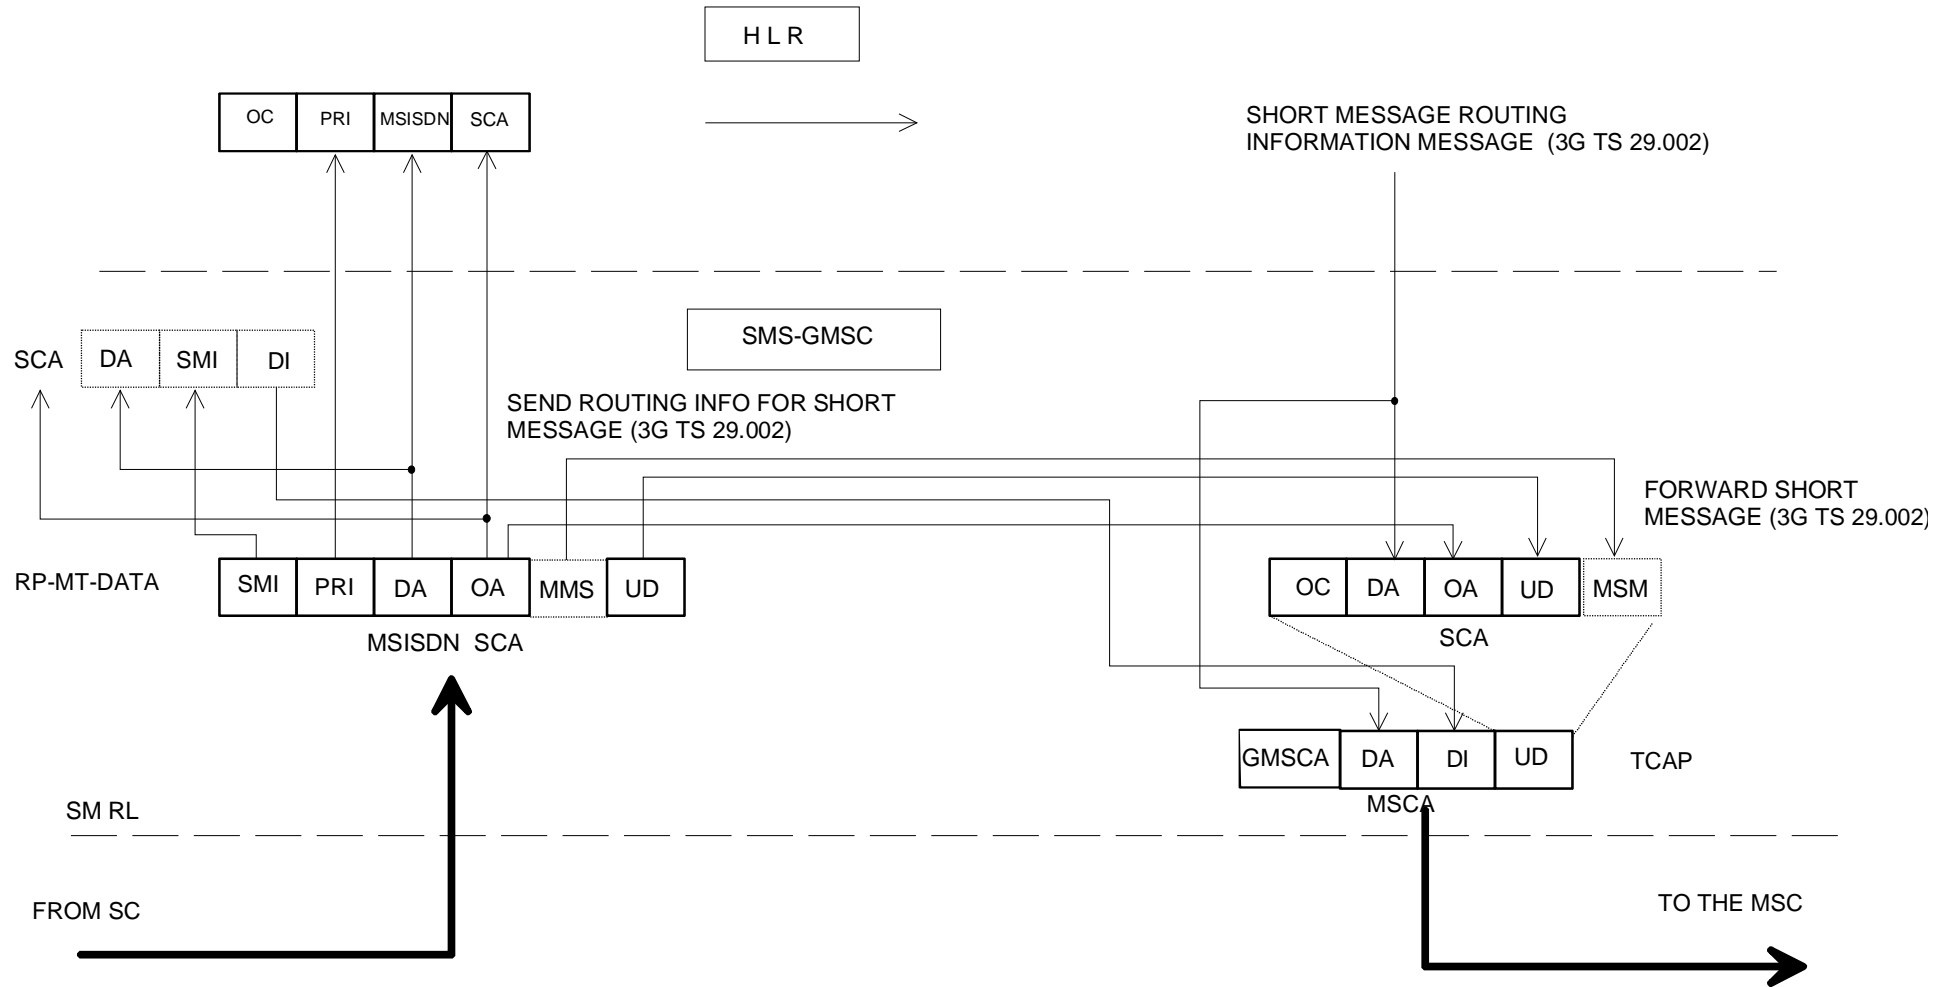 H L R
OC PRI MSISDN SCA
SHORT MESSAGE ROUTING
INFORMATION MESSAGE (3G TS 29.002)
SMS-GMSC
SCA DA SMI DI
SEND ROUTING INFO FOR SHORT
MESSAGE (3G TS 29.002)
FORWARD SHORT
MESSAGE (3G TS 29.002)
RP-MT-DATA SMI PRI DA OA MMS UD
OC DA OA UD MSM
MSISDN SCA
SCA
GMSCA DA DI UD TCAP
MSCA
SM RL
FROM SC
TO THE MSC